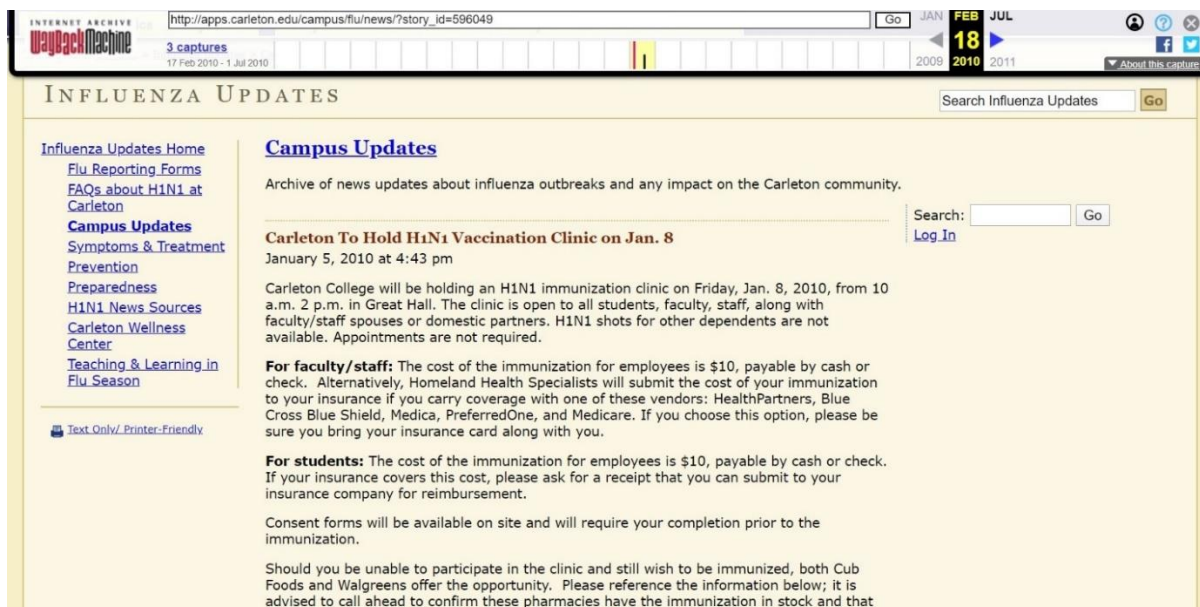 INTERNET ARCHIVE
WayBackMachine
http://apps.carleton.edu/campus/flu/news/?story_id=596049
Go
JAN FEB JUL
3 captures
18
17 Feb 2010 - 1 Jul 2010
2009 2010 2011
About this capture
INFLUENZA UPDATES
Search Influenza Updates
Go
Influenza Updates Home
Flu Reporting Forms
FAQs about H1N1 at
Carleton
Campus Updates
Symptoms & Treatment
Prevention
Preparedness
H1N1 News Sources
Carleton Wellness
Center
Teaching & Learning in
Flu Season
Text Only/ Printer-Friendly
Campus Updates
Archive of news updates about influenza outbreaks and any impact on the Carleton community.
Carleton To Hold H1N1 Vaccination Clinic on Jan. 8
January 5, 2010 at 4:43 pm
Carleton College will be holding an H1N1 immunization clinic on Friday, Jan. 8, 2010, from 10
a.m. 2 p.m. in Great Hall. The clinic is open to all students, faculty, staff, along with
faculty/staff spouses or domestic partners. H1N1 shots for other dependents are not
available. Appointments are not required.
For faculty/staff: The cost of the immunization for employees is $10, payable by cash or
check. Alternatively, Homeland Health Specialists will submit the cost of your immunization
to your insurance if you carry coverage with one of these vendors: HealthPartners, Blue
Cross Blue Shield, Medica, PreferredOne, and Medicare. If you choose this option, please be
sure you bring your insurance card along with you.
For students: The cost of the immunization for employees is $10, payable by cash or check.
If your insurance covers this cost, please ask for a receipt that you can submit to your
insurance company for reimbursement.
Consent forms will be available on site and will require your completion prior to the
immunization.
Should you be unable to participate in the clinic and still wish to be immunized, both Cub
Foods and Walgreens offer the opportunity. Please reference the information below; it is
advised to call ahead to confirm these pharmacies have the immunization in stock and that
Search:
Go
Log In